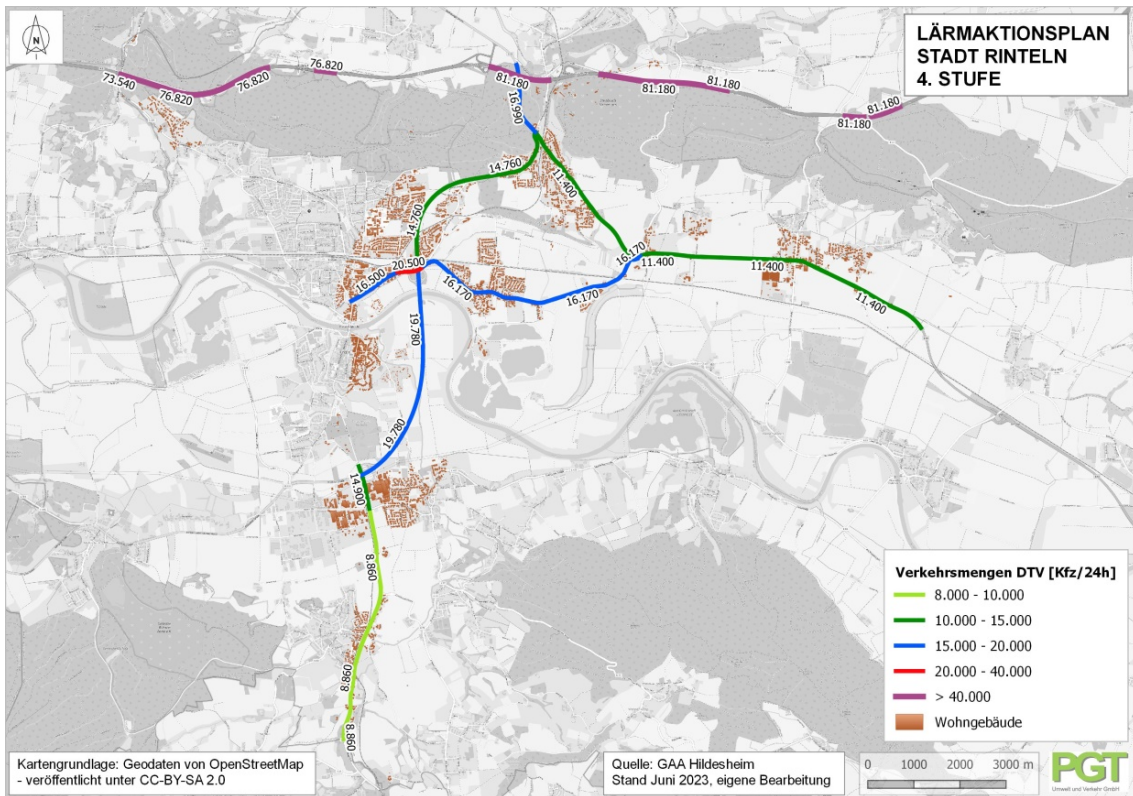 N
LÄRMAKTIONSPLAN
STADT RINTELN
4. STUFE
73.540
76.820
76.820
76.820
81.180
81.180
81.180
81.180
16.990
14.760
11.400
14.760
16.170
20.500
16.500
16.170
16.170
11.400
11.400
11.400
19.780
19.780
14.900
8.860
8.860
8.860
Verkehrsmengen DTV [Kfz/24h]
8.000 - 10.000
10.000 - 15.000
15.000 - 20.000
20.000 - 40.000
> 40.000
Wohngebäude
Kartengrundlage: Geodaten von OpenStreetMap
- veröffentlicht unter CC-BY-SA 2.0
Quelle: GAA Hildesheim
Stand Juni 2023, eigene Bearbeitung
0 1000 2000 3000 m
PGT
Umwelt und Verkehr GmbH